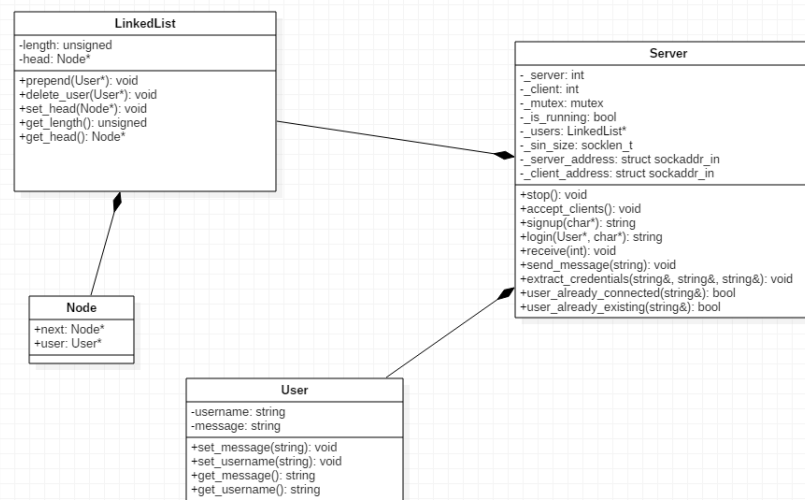 LinkedList
-length: unsigned
-head: Node*
+prepend(User*): void
+delete_user(User*): void
+set_head(Node*): void
+get_length(): unsigned
+get_head(): Node*
Server
-_server: int
-_client: int
-_mutex: mutex
-_is_running: bool
-_users: LinkedList*
-_sin_size: socklen_t
-_server_address: struct sockaddr_in
-_client_address: struct sockaddr_in
+stop(): void
+accept_clients(): void
+signup(char*): string
+login(User*, char*): string
+receive(int): void
+send_message(string): void
+extract_credentials(string&, string&, string&): void
+user_already_connected(string&): bool
+user_already_existing(string&): bool
Node
+next: Node*
+user: User*
User
-username: string
-message: string
+set_message(string): void
+set_username(string): void
+get_message(): string
+get_username(): string